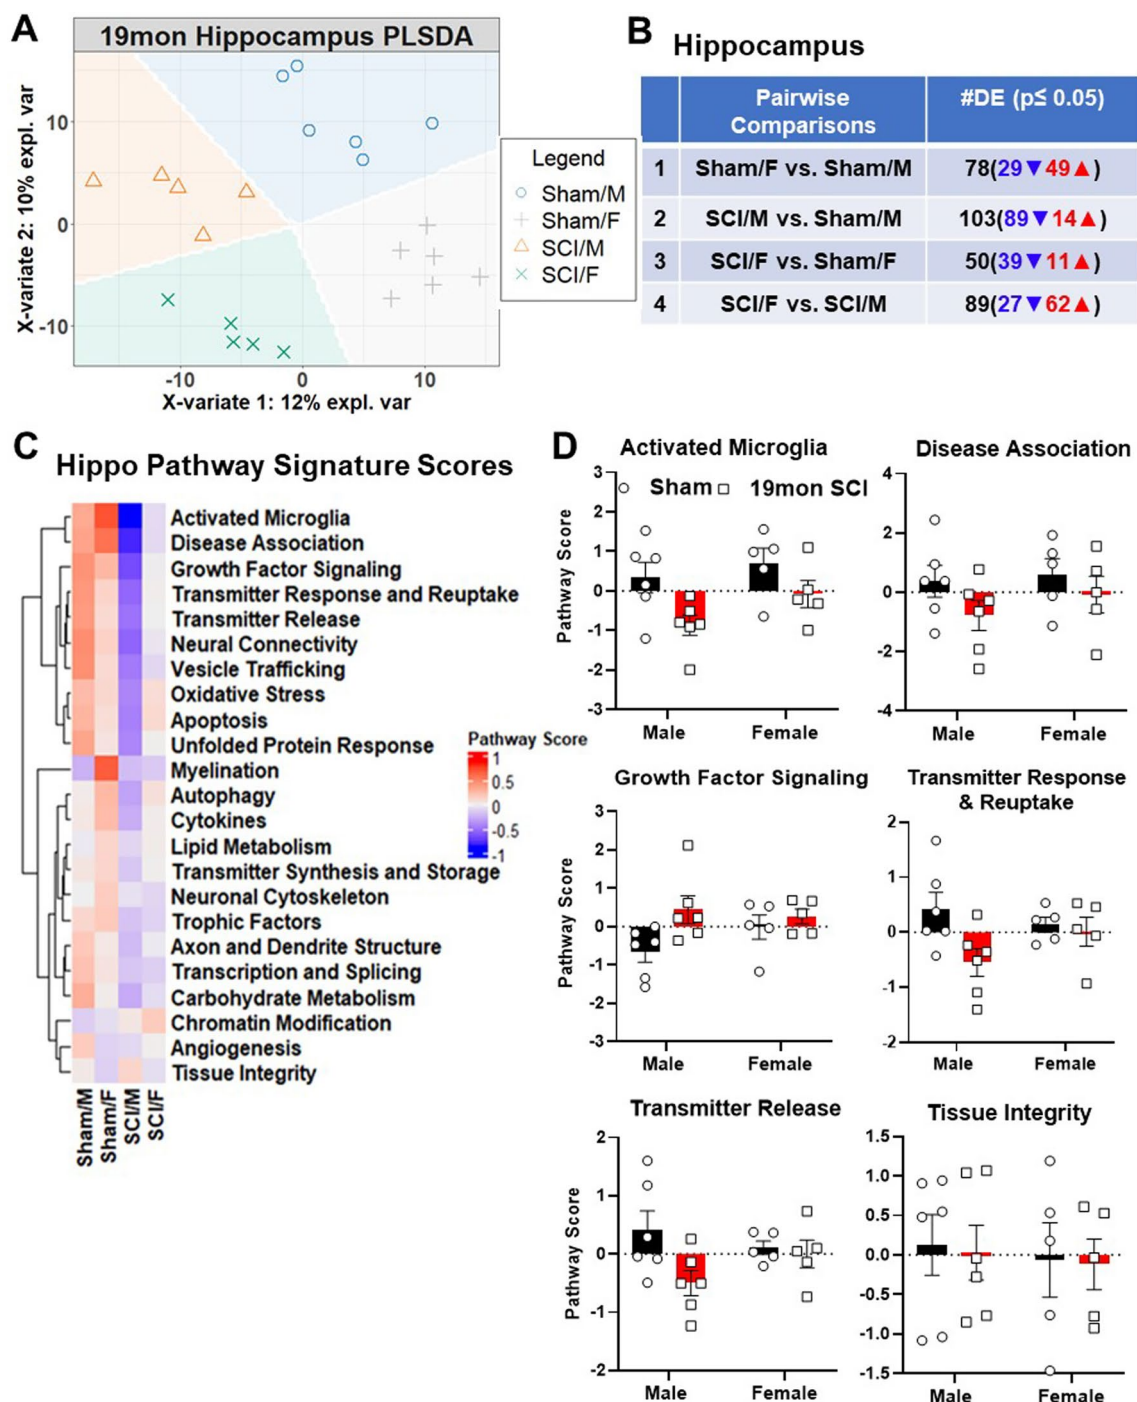 A
19mon Hippocampus PLSDA
X-variate 2: 10% expl. var
10
0
-10
-10
0
10
X-variate 1: 12% expl. var
Legend
Sham/M
Sham/F
SCI/M
SCI/F
B
Hippocampus
Pairwise Comparisons
#DE (p≤ 0.05)
1 Sham/F vs. Sham/M 78(29▼49▲)
2 SCI/M vs. Sham/M 103(89▼14▲)
3 SCI/F vs. Sham/F 50(39▼11▲)
4 SCI/F vs. SCI/M 89(27▼62▲)
C
Hippo Pathway Signature Scores
Activated Microglia
Disease Association
Growth Factor Signaling
Transmitter Response and Reuptake
Transmitter Release
Neural Connectivity
Vesicle Trafficking
Oxidative Stress
Apoptosis
Unfolded Protein Response
Myelination
Autophagy
Cytokines
Lipid Metabolism
Transmitter Synthesis and Storage
Neuronal Cytoskeleton
Trophic Factors
Axon and Dendrite Structure
Transcription and Splicing
Carbohydrate Metabolism
Chromatin Modification
Angiogenesis
Tissue Integrity
Sham/M
Sham/F
SCI/M
SCI/F
Pathway Score
1
0.5
0
-0.5
-1
D
Activated Microglia
Sham
19mon SCI
Pathway Score
3
2
1
0
-1
-2
-3
Male
Female
Disease Association
4
2
0
-2
-4
Male
Female
Growth Factor Signaling
Pathway Score
3
2
1
0
-1
-2
-3
Male
Female
Transmitter Response
& Reuptake
2
1
0
-1
-2
Male
Female
Transmitter Release
Pathway Score
2
1
0
-1
-2
Male
Female
Tissue Integrity
1.5
1.0
0.5
0.0
-0.5
-1.0
-1.5
Male
Female